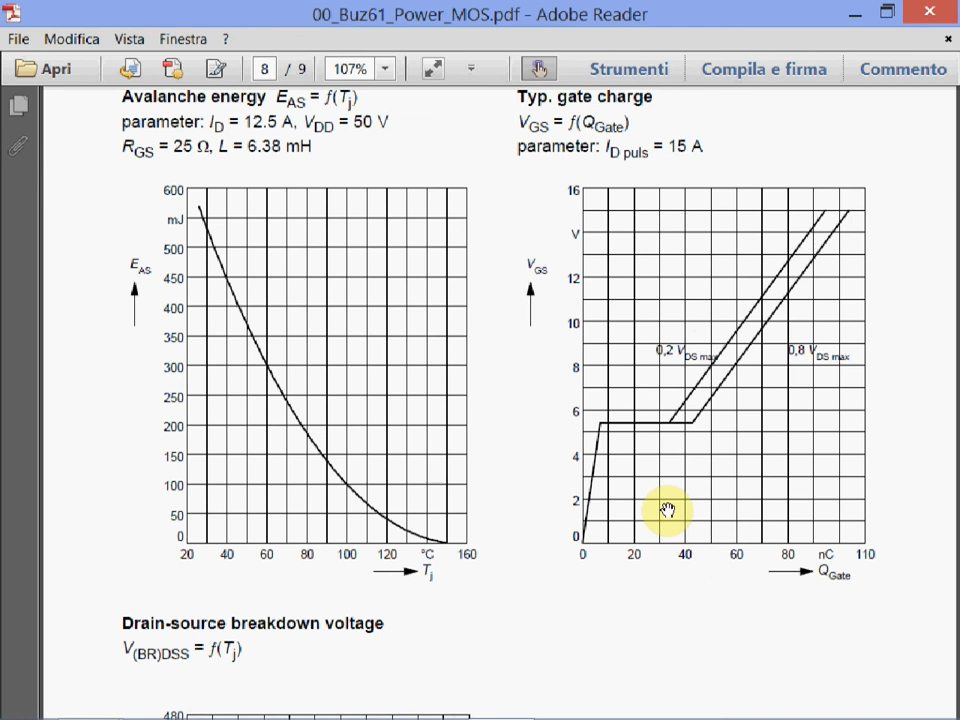 00_Buz61_Power_MOS.pdf - Adobe Reader
File Modifica Vista Finestra ?
Apri 8 / 9 107% Strumenti Compila e firma Commento
Avalanche energy EAS = f(Tj)
parameter: ID = 12.5 A, VDD = 50 V
RGS = 25 Ω, L = 6.38 mH
600
mJ
500
450
400
350
300
250
200
150
100
50
0
EAS
20 40 60 80 100 120 °C 160
Tj
Typ. gate charge
VGS = f(QGate)
parameter: ID puls = 15 A
16
V
12
10
8
6
4
2
0
VGS
0,2 VDS max 0,8 VDS max
0 20 40 60 80 nC 110
QGate
Drain-source breakdown voltage
V(BR)DSS = f(Tj)
480